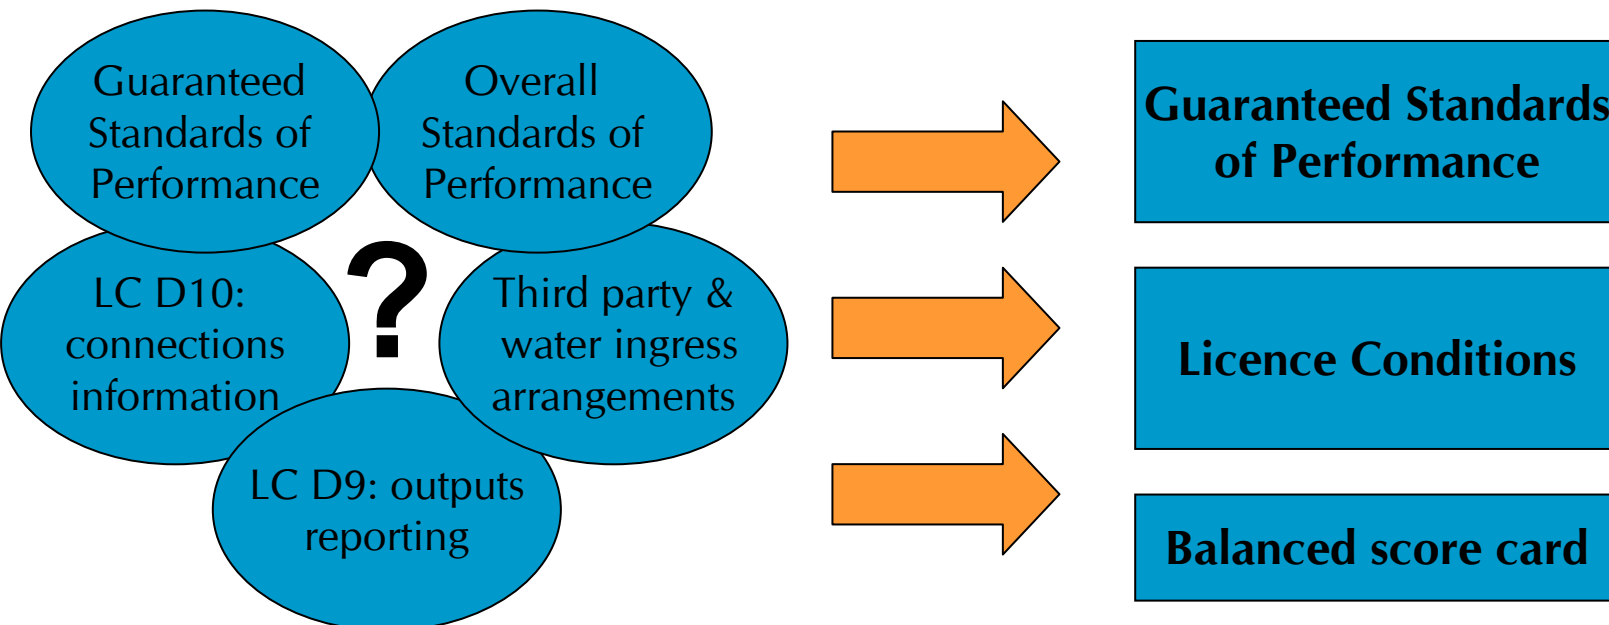 Guaranteed
Standards of
Performance
Overall
Standards of
Performance
LC D10:
connections
information
?
Third party &
water ingress
arrangements
LC D9: outputs
reporting
Guaranteed Standards
of Performance
Licence Conditions
Balanced score card